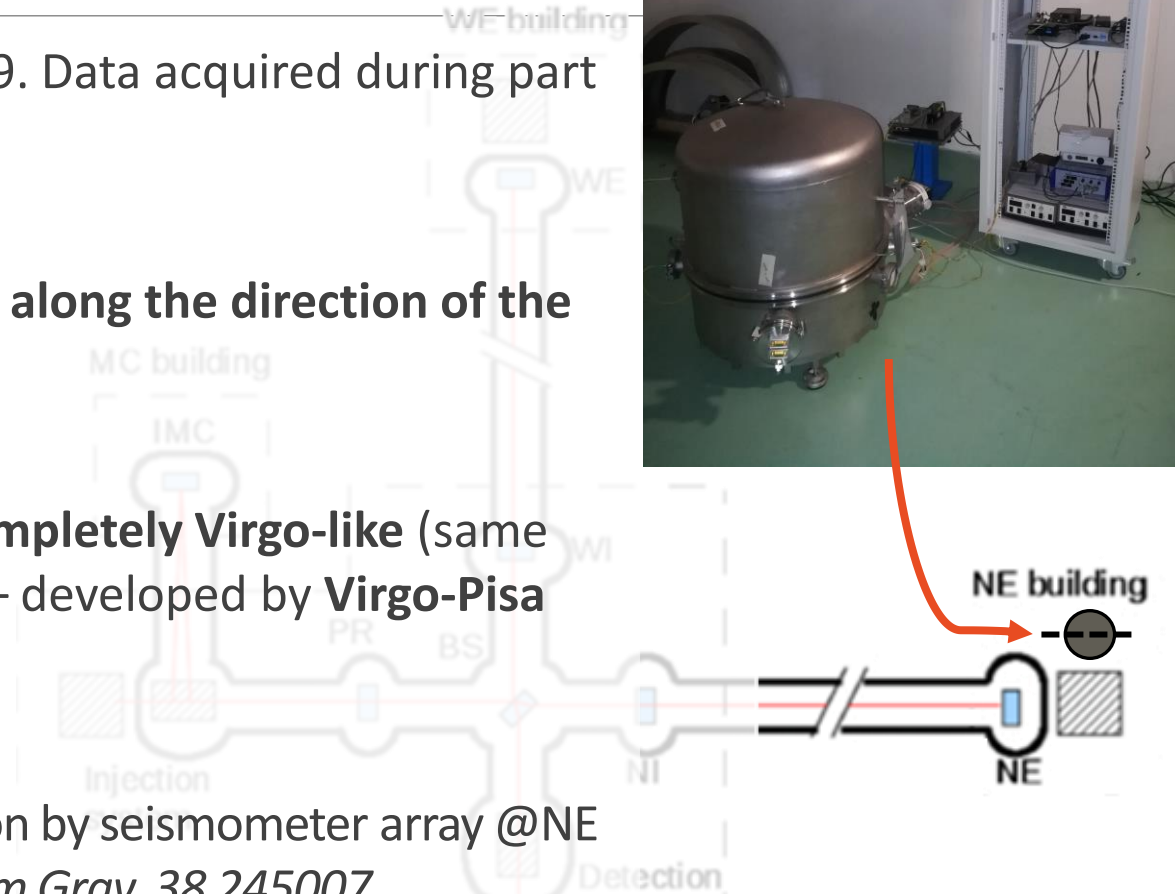 WE building
9. Data acquired during part
WE
along the direction of the
MC building
IMC
mpletely Virgo-like (same
WI
- developed by Virgo-Pisa
NE building
PR
BS
Injection
NI
NE
on by seismometer array @NE
m Grav. 38 245007
Detection